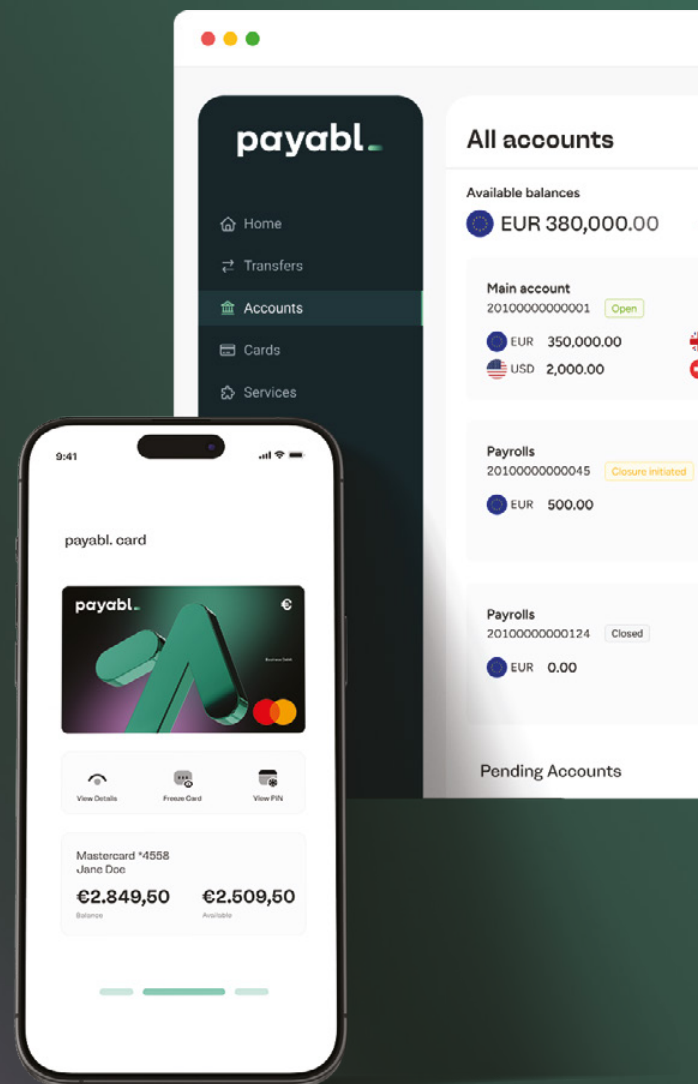 payabl.
Home
Transfers
Accounts
Cards
Services
All accounts
Available balances
EUR 380,000.00
Main account
20100000000001 Open
EUR 350,000.00
USD 2,000.00
Payrolls
20100000000045 Closure initiated
EUR 500.00
Payrolls
20100000000124 Closed
EUR 0.00
Pending Accounts
9:41
payabl. card
payabl. €
Business Debit
View Details Freeze Card View PIN
Mastercard *4558
Jane Doe
€2.849,50 €2.509,50
Balance Available